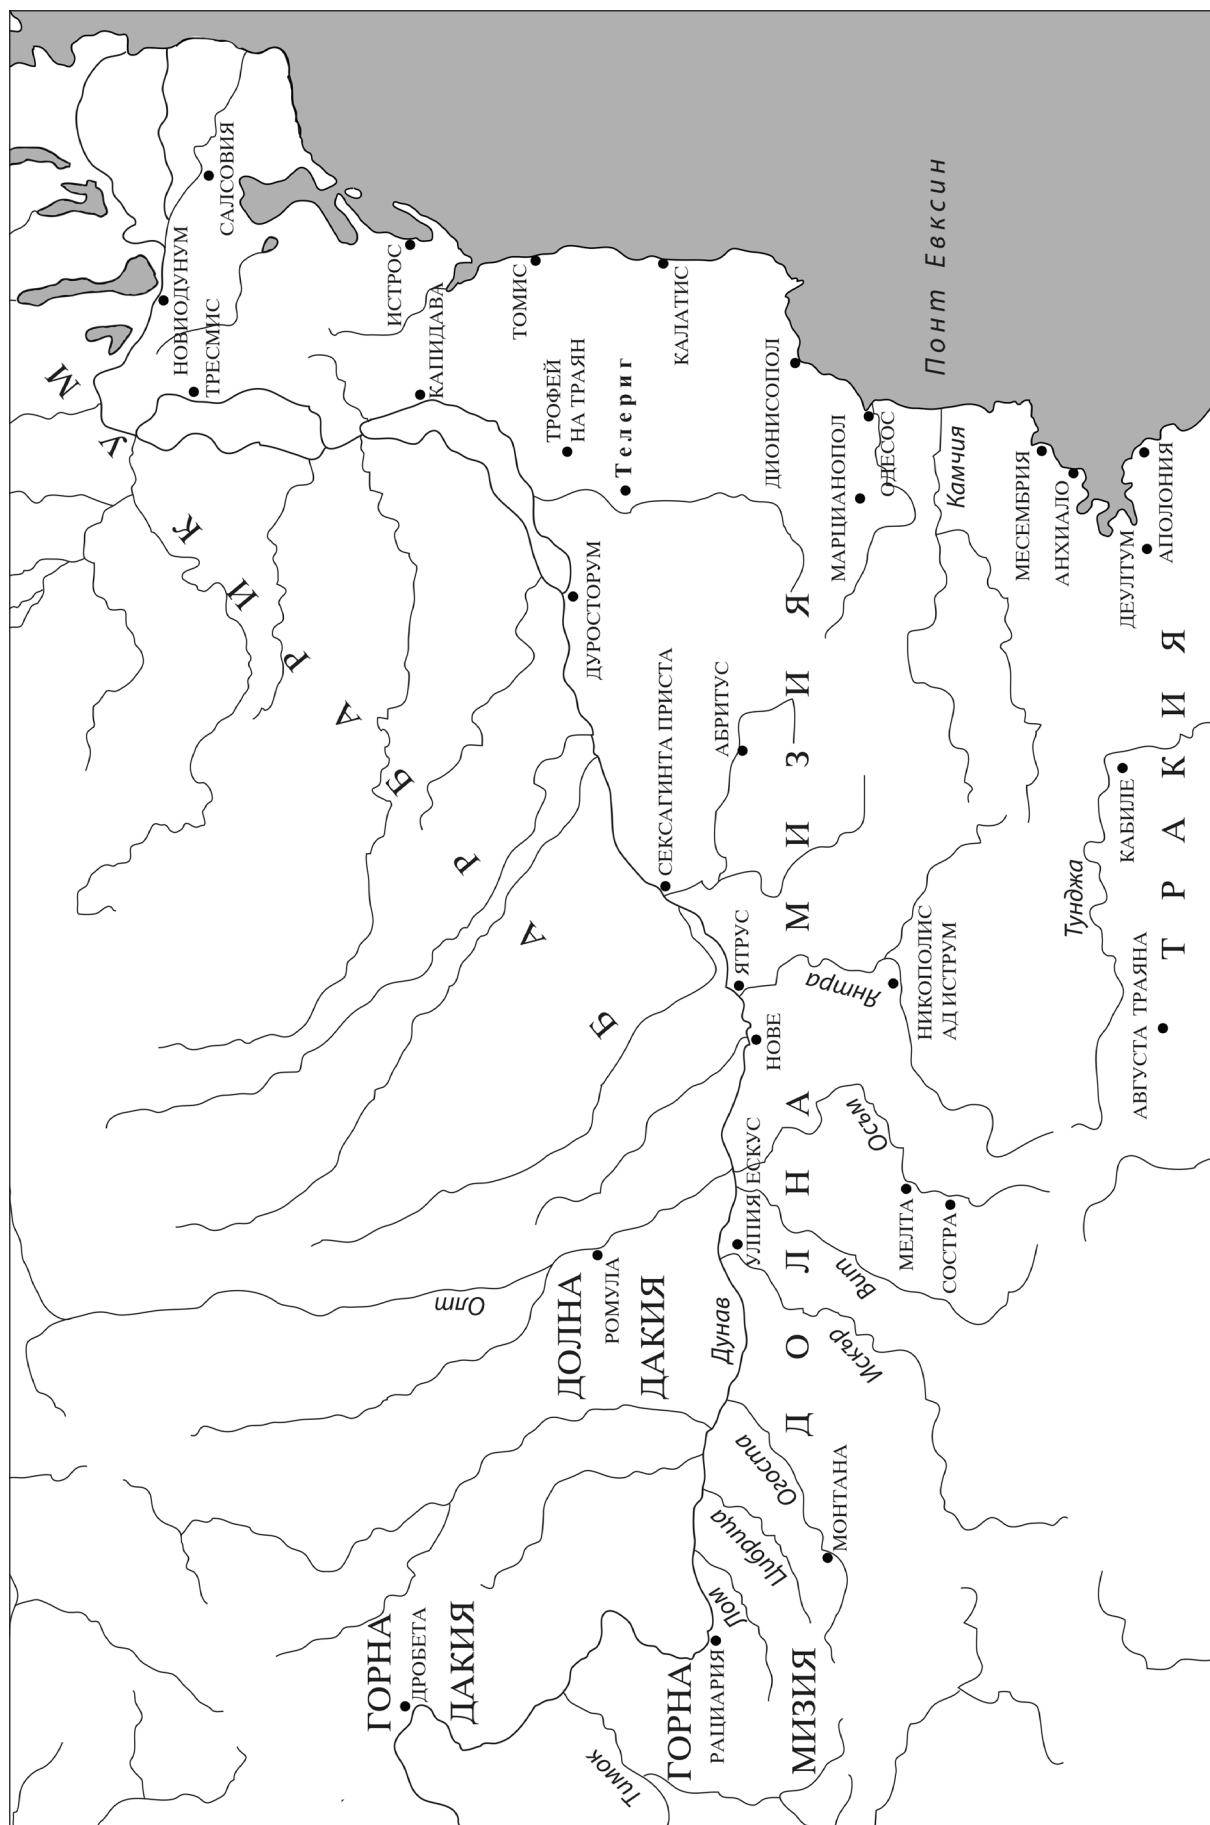 БАРБАРИКУМ
НОВИОДУНУМ
САЛСОВИЯ
ТРЕСМИС
ГОРНА
ДРОБЕТА
ДАКИЯ
ИСТРОС
КАПИДАВА
Олт
ТОМИС
ТРОФЕЙ
НА ТРАЯН
Телериг
ДОЛНА
РОМУЛА
ДАКИЯ
ДУРОСТОРУМ
Тимок
КАЛАТИС
СЕКСАГИНТА ПРИСТА
ГОРНА
РАЦИАРИЯ
МИЗИЯ
Дунав
АБРИТУС
Лом
Цибрица
Огоста
ЯТРУС
НОВЕ
УЛПИЯ ЕСКУС
ДИОНИСОПОЛ
ДОЛНА МИЗИЯ
МОНТАНА
МАРЦИАНОПОЛ
ОДЕСОС
Искър
Вит
Осъм
Янтра
МЕЛТА
СОСТРА
НИКОПОЛИС
АД ИСТРУМ
Камчия
Понт Евксин
МЕСЕМБРИЯ
АНХИАЛО
Тунджа
ДЕУЛТУМ
АПОЛОНИЯ
КАБИЛЕ
АВГУСТА ТРАЯНА
ТРАКИЯ